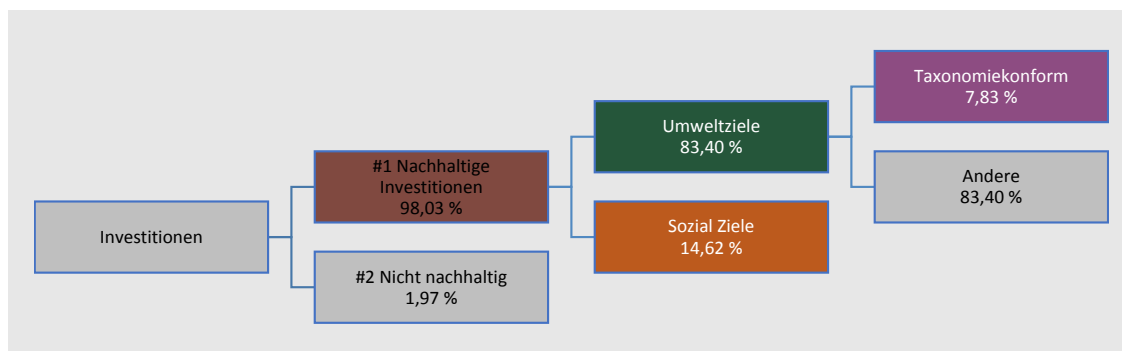 Investitionen
#1 Nachhaltige
Investitionen
98,03 %
#2 Nicht nachhaltig
1,97 %
Umweltziele
83,40 %
Sozial Ziele
14,62 %
Taxonomiekonform
7,83 %
Andere
83,40 %